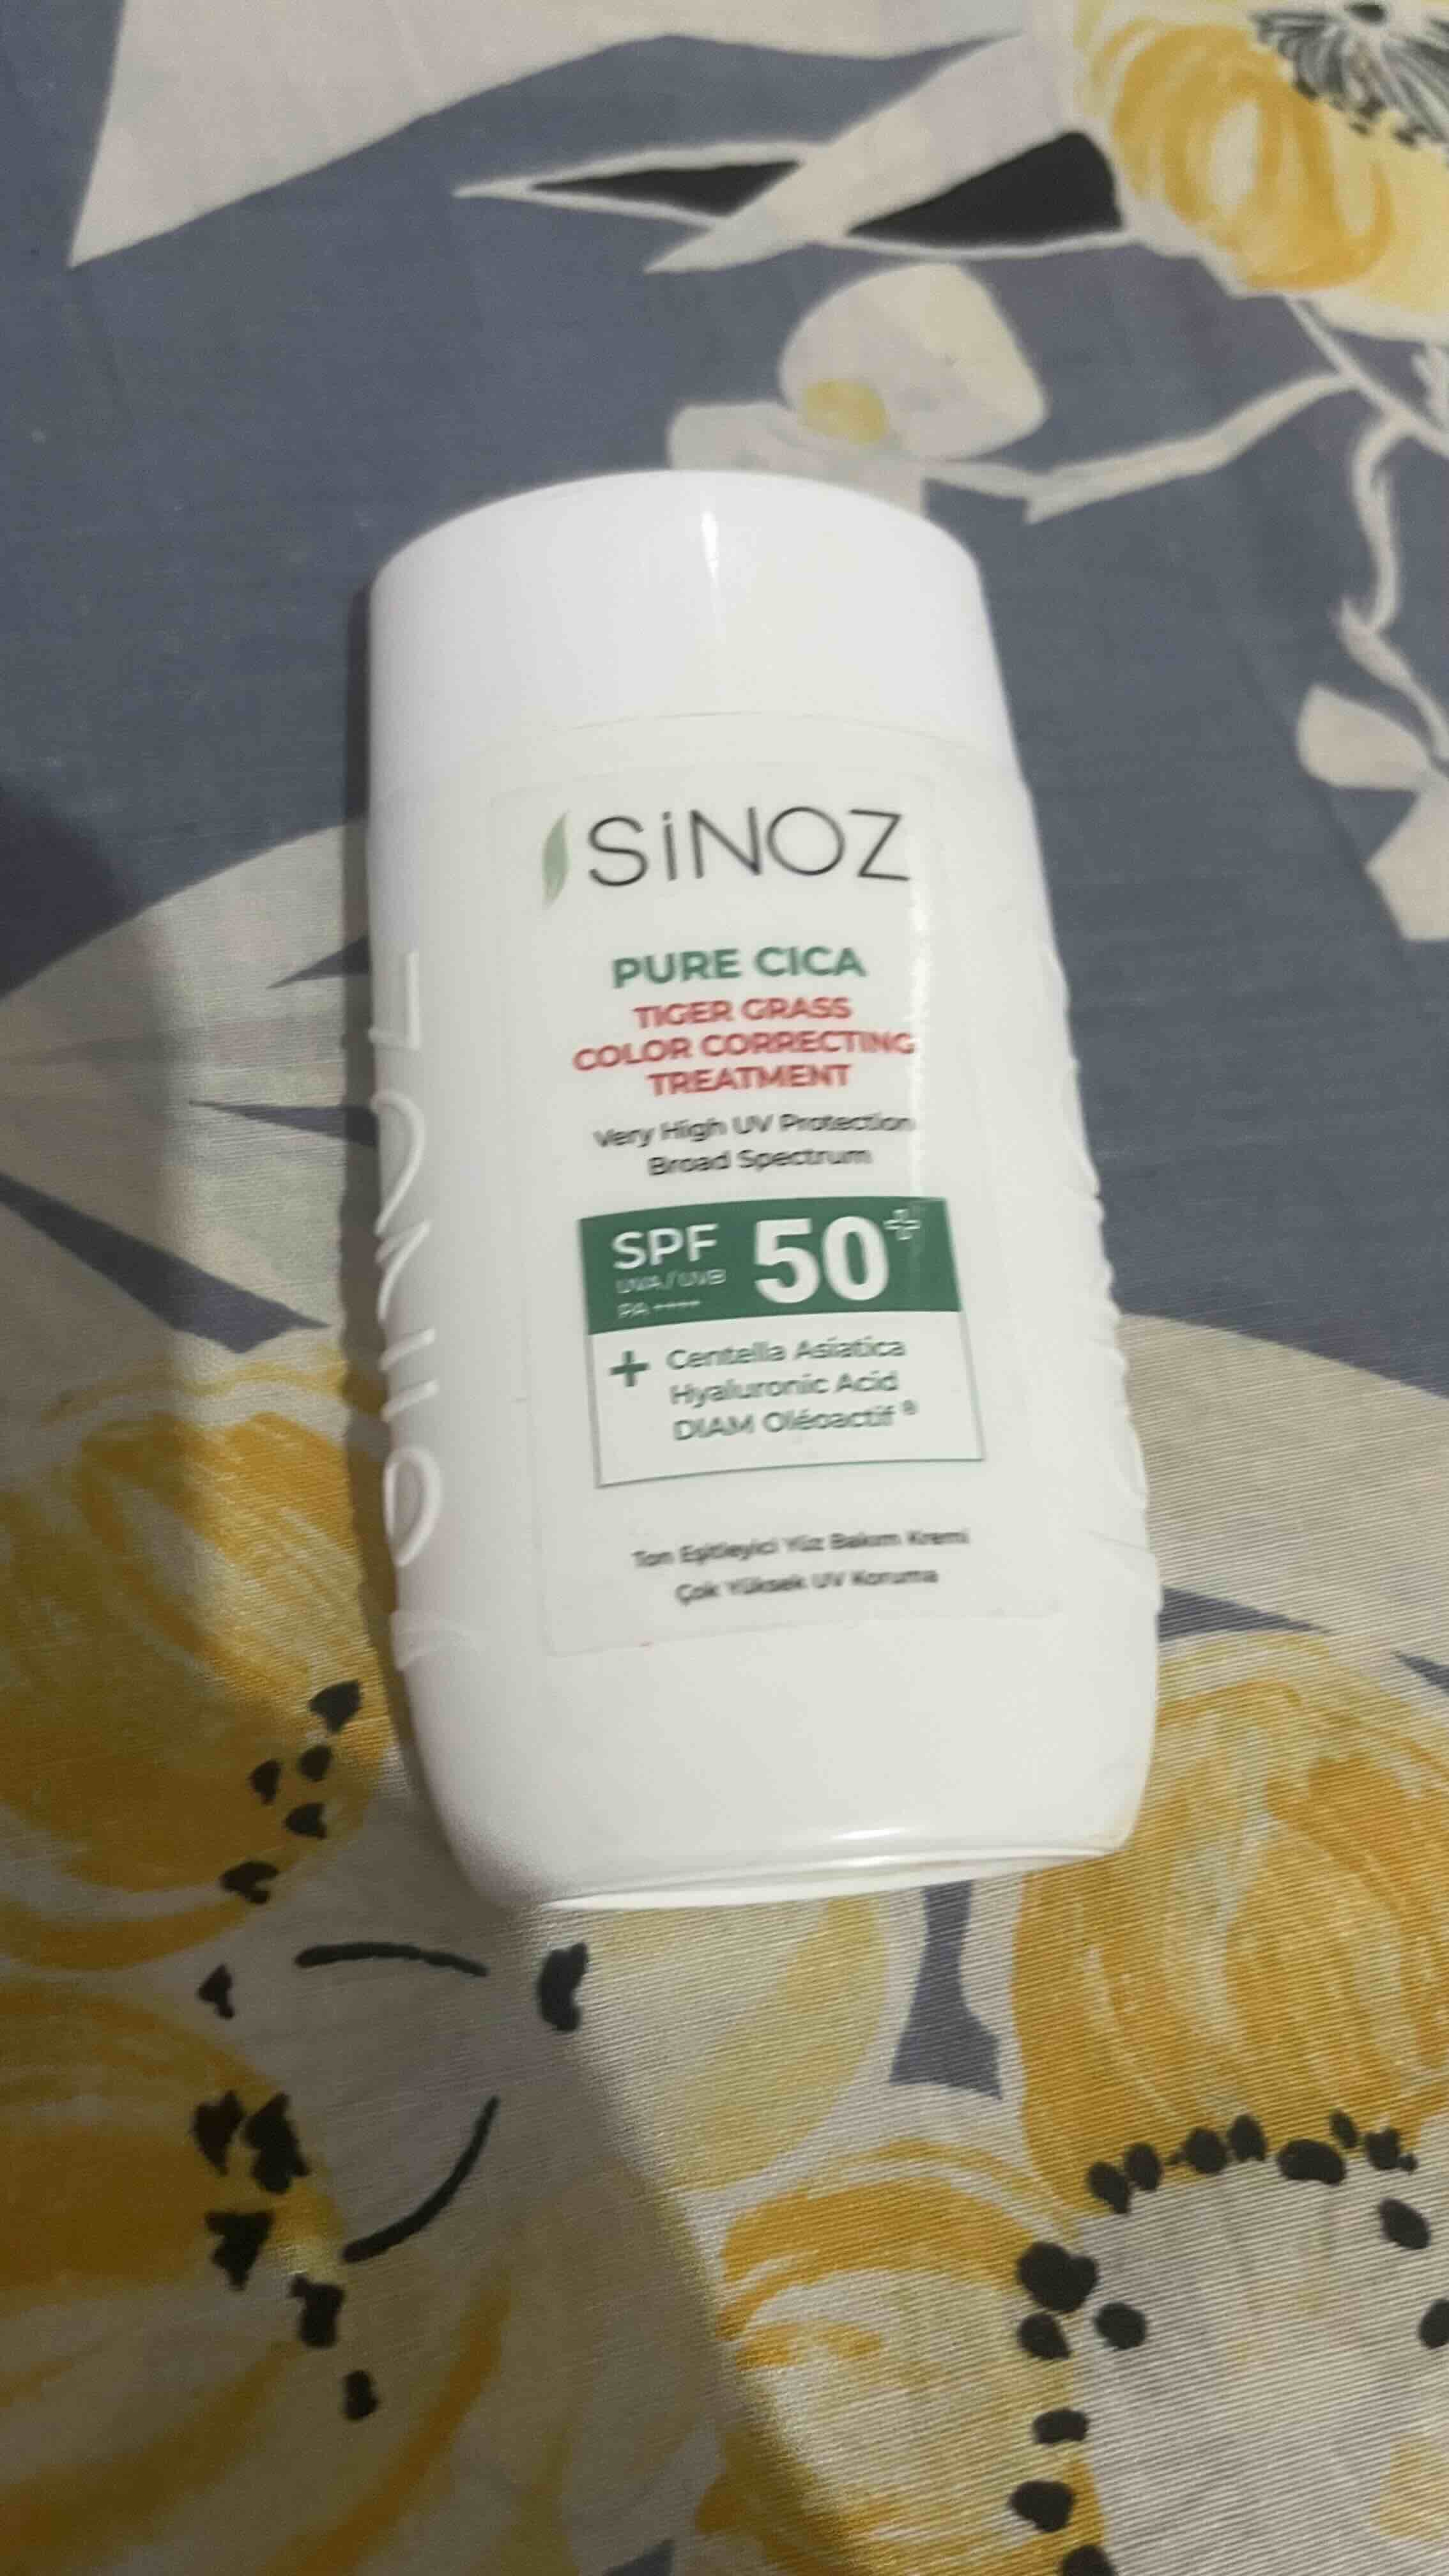 SiNOZ
PURE CICA
TIGER GRASS
COLOR CORRECTING
TREATMENT
Very High UV Protection
Broad Spectrum
SPF 50+
UVA / UVB
PA ++++
+ Centella Asiatica
Hyaluronic Acid
DIAM Oléoactif ®
Ton Eşitleyici Yüz Bakım Kremi
Çok Yüksek UV Koruma
SiNOZ